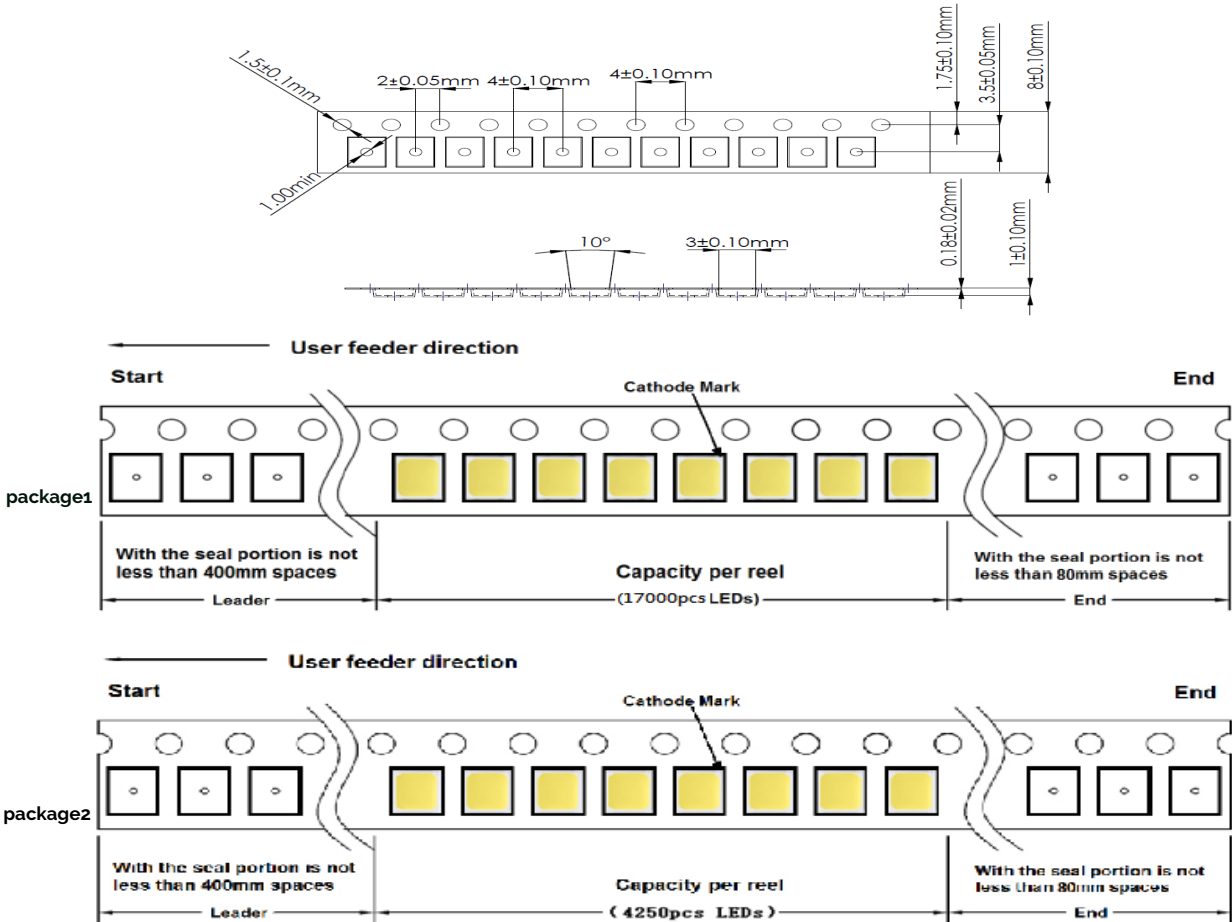 1.5±0.1mm
2±0.05mm
4±0.10mm
4±0.10mm
1.75±0.10mm
3.5±0.05mm
8±0.10mm
1.00min
10°
3±0.10mm
0.18±0.02mm
1±0.10mm
User feeder direction
Start
Cathode Mark
End
package1
With the seal portion is not
less than 400mm spaces
Leader
Capacity per reel
(17000pcs LEDs)
With the seal portion is not
less than 80mm spaces
End
User feeder direction
Start
Cathode Mark
End
package2
With the seal portion is not
less than 400mm spaces
Leader
Capacity per reel
(4250pcs LEDs)
With the seal portion is not
less than 80mm spaces
End